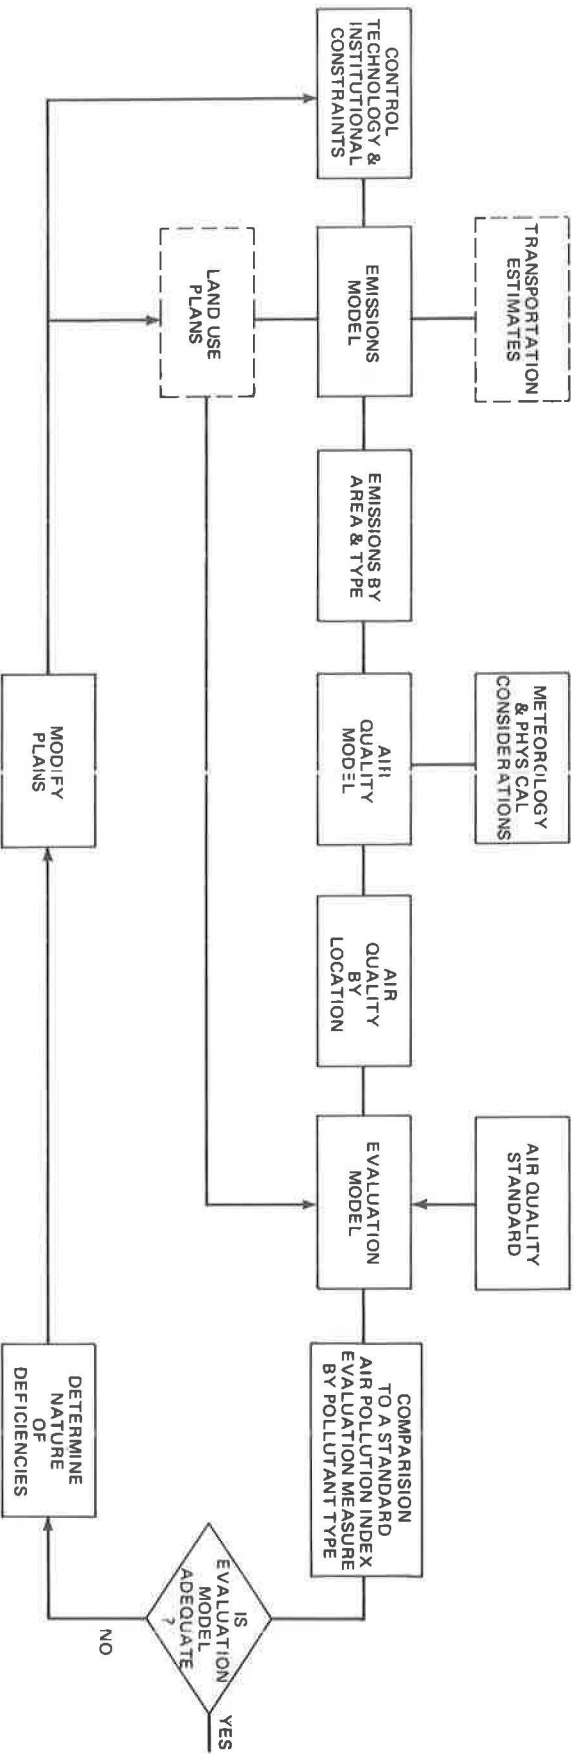 TRANSPORTATION
ESTIMATES
METEOROLOGY
& PHYSICAL
CONSIDERATIONS
AIR QUALITY
STANDARD
CONTROL
TECHNOLOGY &
INSTITUTIONAL
CONSTRAINTS
EMISSIONS
MODEL
EMISSIONS BY
AREA & TYPE
AIR
QUALITY
MODEL
AIR
QUALITY
BY
LOCATION
EVALUATION
MODEL
COMPARISION
TO A STANDARD
AIR POLLUTION INDEX
EVALUATION MEASURE
BY POLLUTANT TYPE
LAND USE
PLANS
IS
EVALUATION
MODEL
ADEQUATE
?
YES
NO
MODIFY
PLANS
DETERMINE
NATURE
OF
DEFICIENCIES